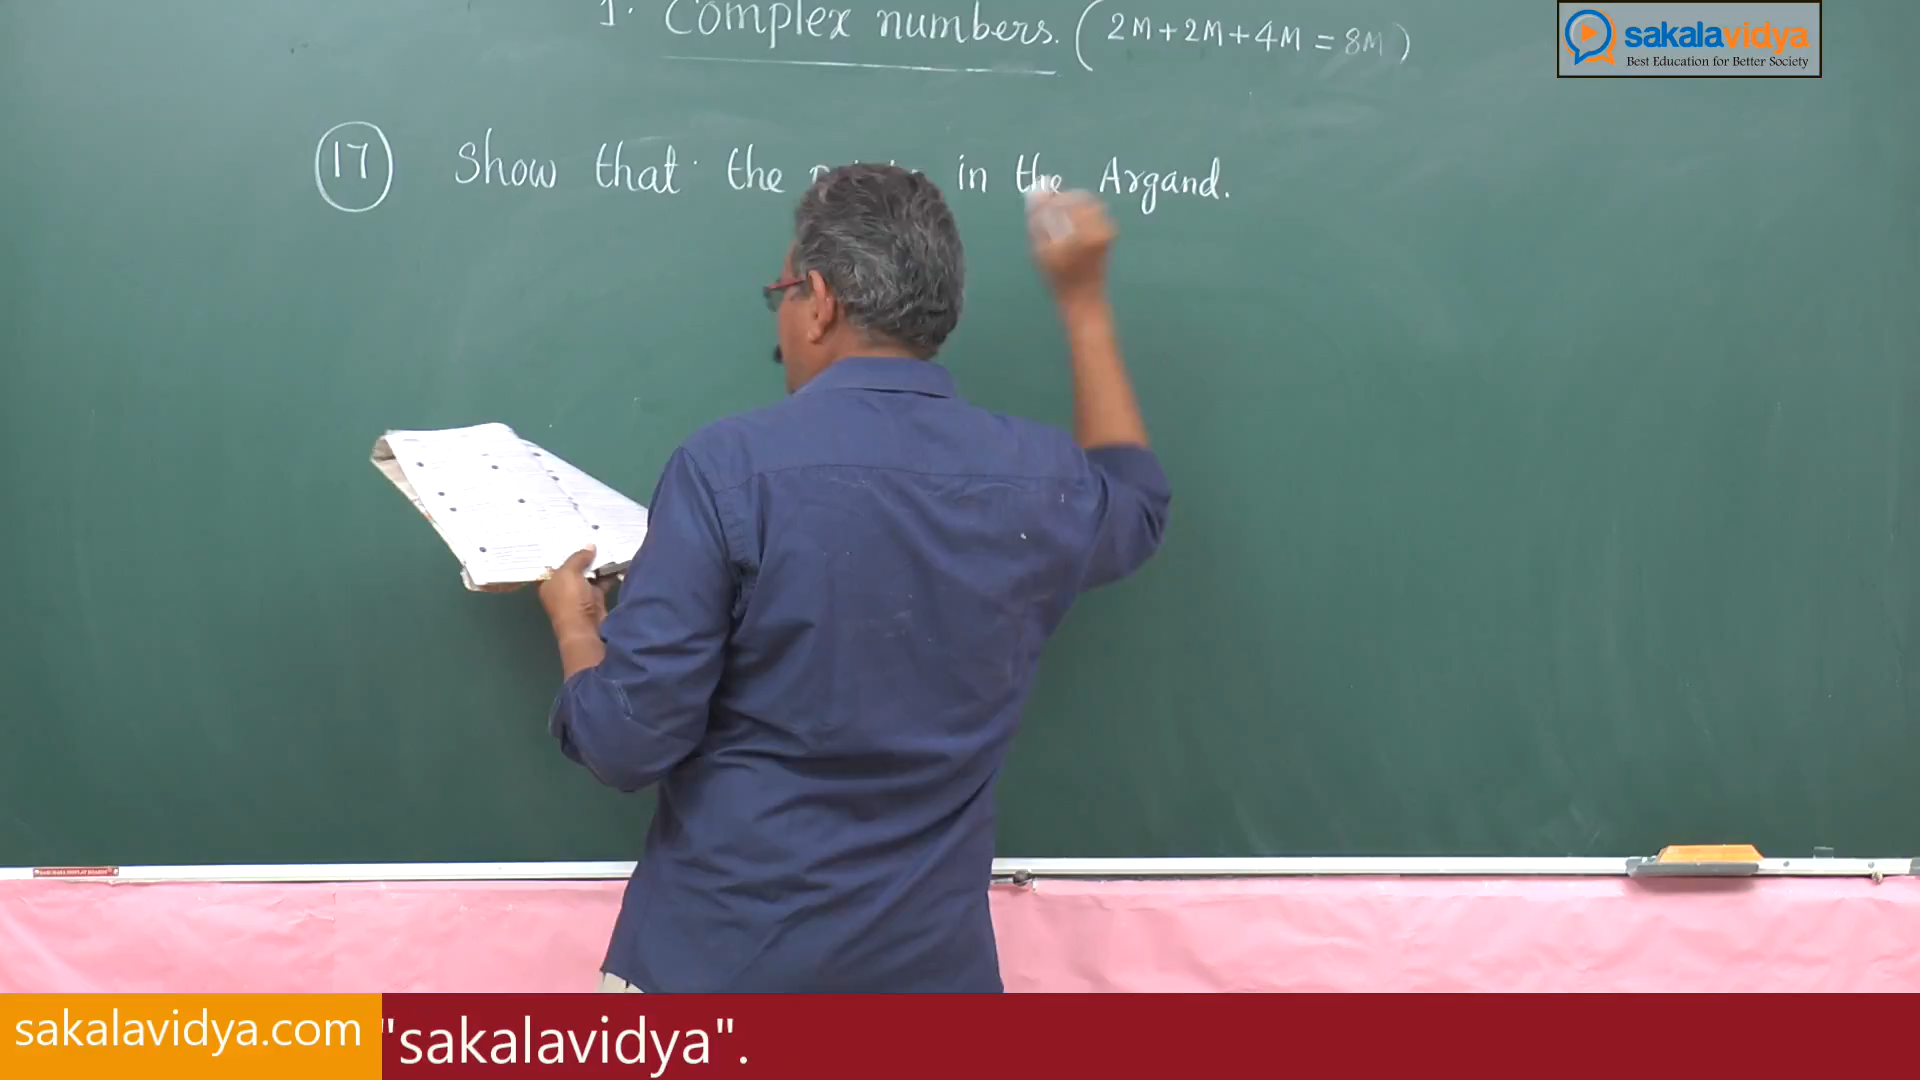 1. Complex numbers. (2M+2M+4M = 8M)
sakalavidya
Best Education for Better Society
17 Show that the in the Argand.
sakalavidya.com "sakalavidya".